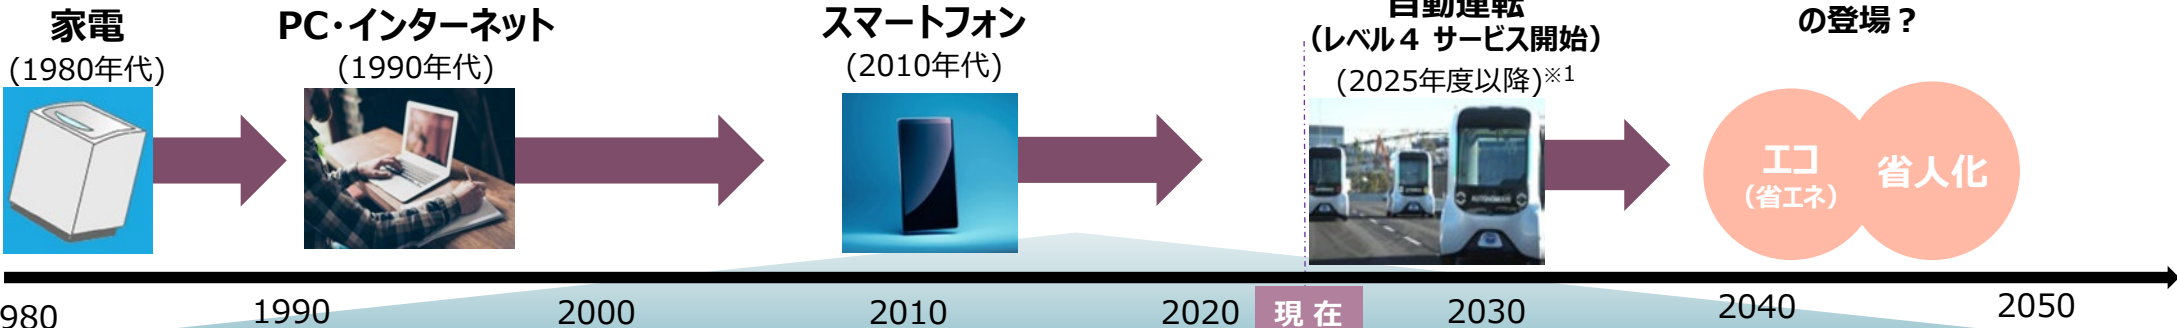 家電
(1980年代)
PC・インターネット
(1990年代)
スマートフォン
(2010年代)
自動運転
（レベル４ サービス開始）
(2025年度以降)※1
の登場？
エコ
（省エネ）
省人化
980
1990
2000
2010
2020
現 在
2030
2040
2050